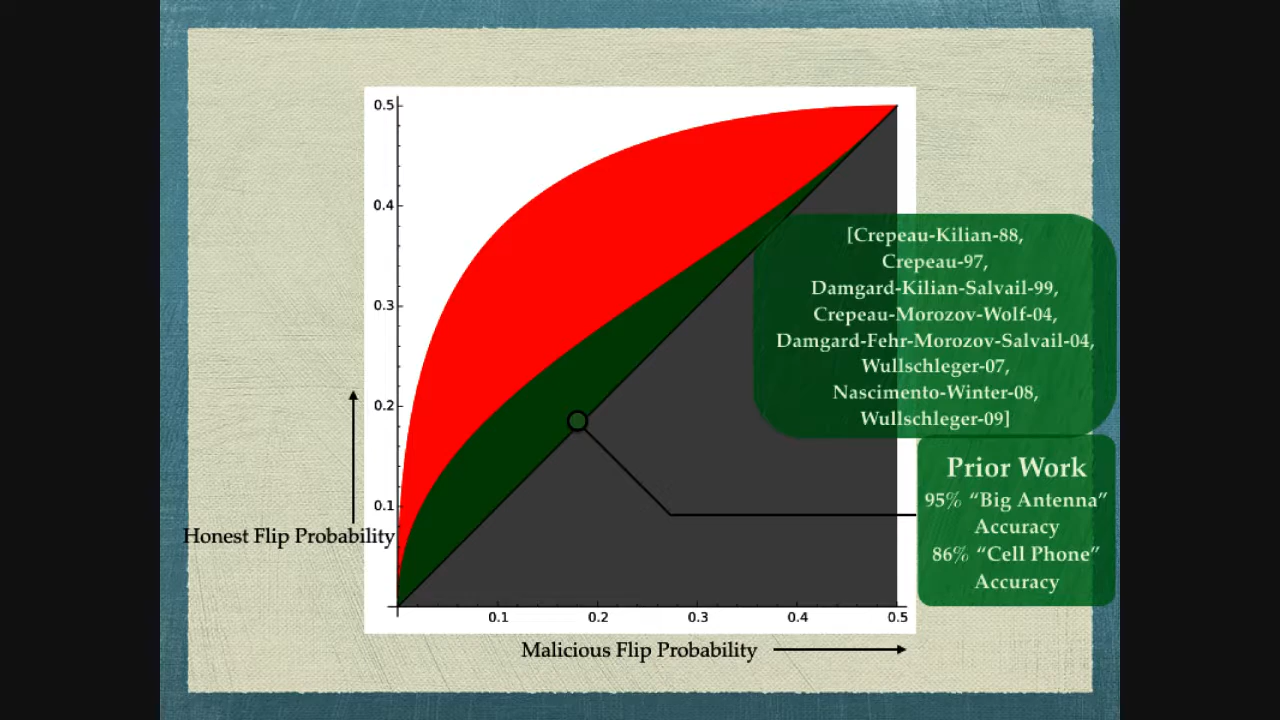 0.5
0.4
0.3
0.2
0.1
Honest Flip Probability
0.1 0.2 0.3 0.4 0.5
Malicious Flip Probability
[Crepeau-Kilian-88,
Crepeau-97,
Damgard-Kilian-Salvail-99,
Crepeau-Morozov-Wolf-04,
Damgard-Fehr-Morozov-Salvail-04,
Wullschleger-07,
Nascimento-Winter-08,
Wullschleger-09]
Prior Work
95% “Big Antenna”
Accuracy
86% “Cell Phone”
Accuracy